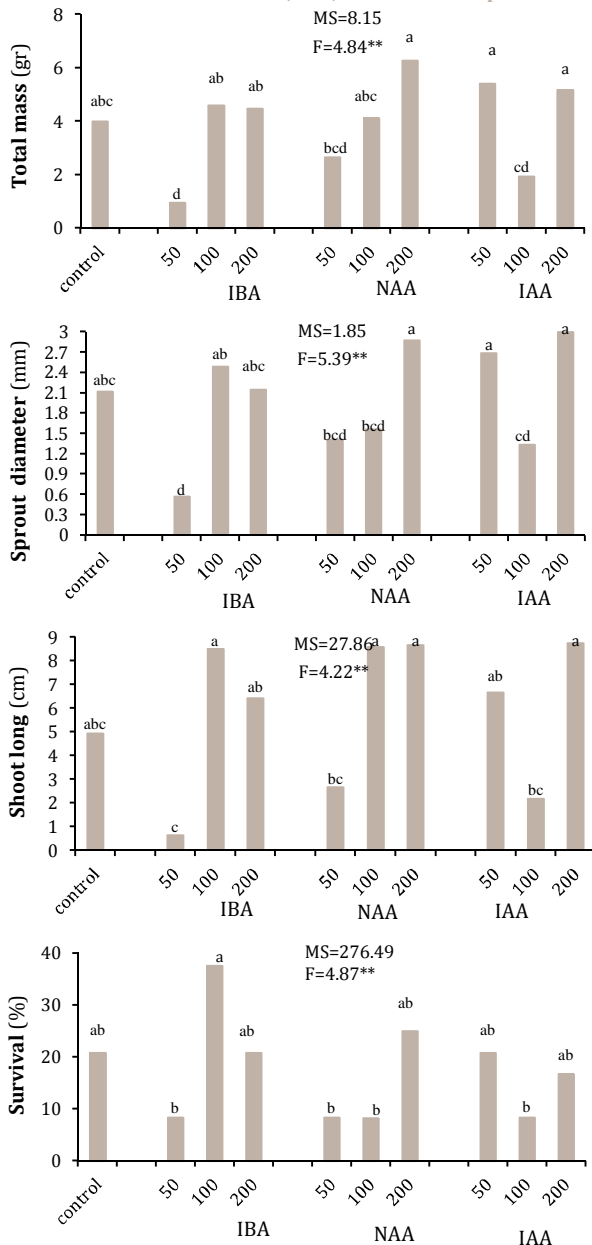 MS=8.15
F=4.84**
Total mass (gr)
8
6
4
2
0
abc
d
ab
ab
bcd
abc
a
a
cd
a
control
50
100
200
50
100
200
50
100
200
IBA
NAA
IAA
MS=1.85
F=5.39**
Sprout diameter (mm)
3
2.7
2.4
2.1
1.8
1.5
1.2
0.9
0.6
0.3
0
abc
d
ab
abc
bcd
bcd
a
a
cd
a
control
50
100
200
50
100
200
50
100
200
IBA
NAA
IAA
MS=27.86
F=4.22**
Shoot long (cm)
9
8
7
6
5
4
3
2
1
0
abc
c
a
ab
bc
a
a
ab
bc
a
control
50
100
200
50
100
200
50
100
200
IBA
NAA
IAA
MS=276.49
F=4.87**
Survival (%)
40
30
20
10
0
ab
b
a
ab
b
b
ab
ab
b
ab
control
50
100
200
50
100
200
50
100
200
IBA
NAA
IAA